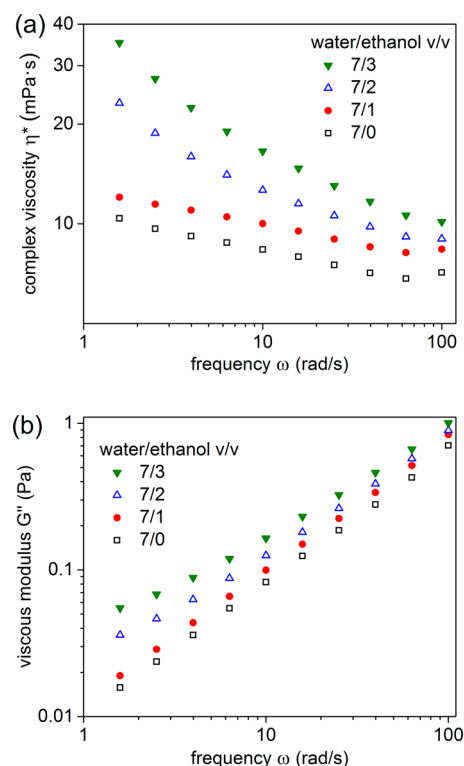 (a)
complex viscosity η* (mPa·s)
40
30
20
10
water/ethanol v/v
7/3
7/2
7/1
7/0
1
10
100
frequency ω (rad/s)
(b)
viscous modulus G" (Pa)
1
0.1
0.01
water/ethanol v/v
7/3
7/2
7/1
7/0
1
10
100
frequency ω (rad/s)